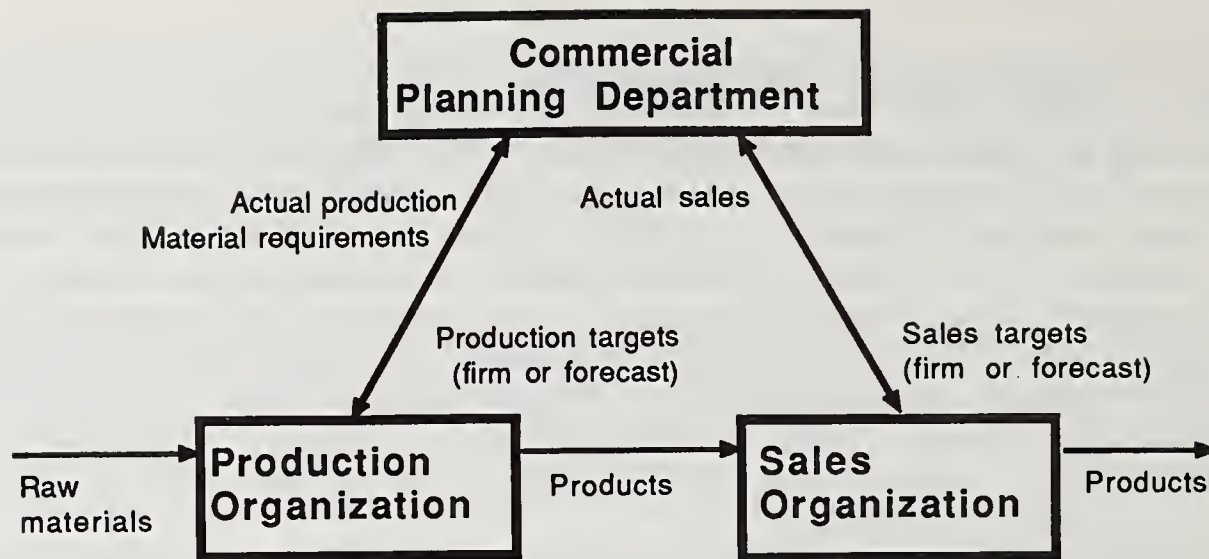 Commercial
Planning Department
Actual production
Material requirements
Actual sales
Production targets
(firm or forecast)
Sales targets
(firm or forecast)
Raw
materials
Production
Organization
Products
Sales
Organization
Products